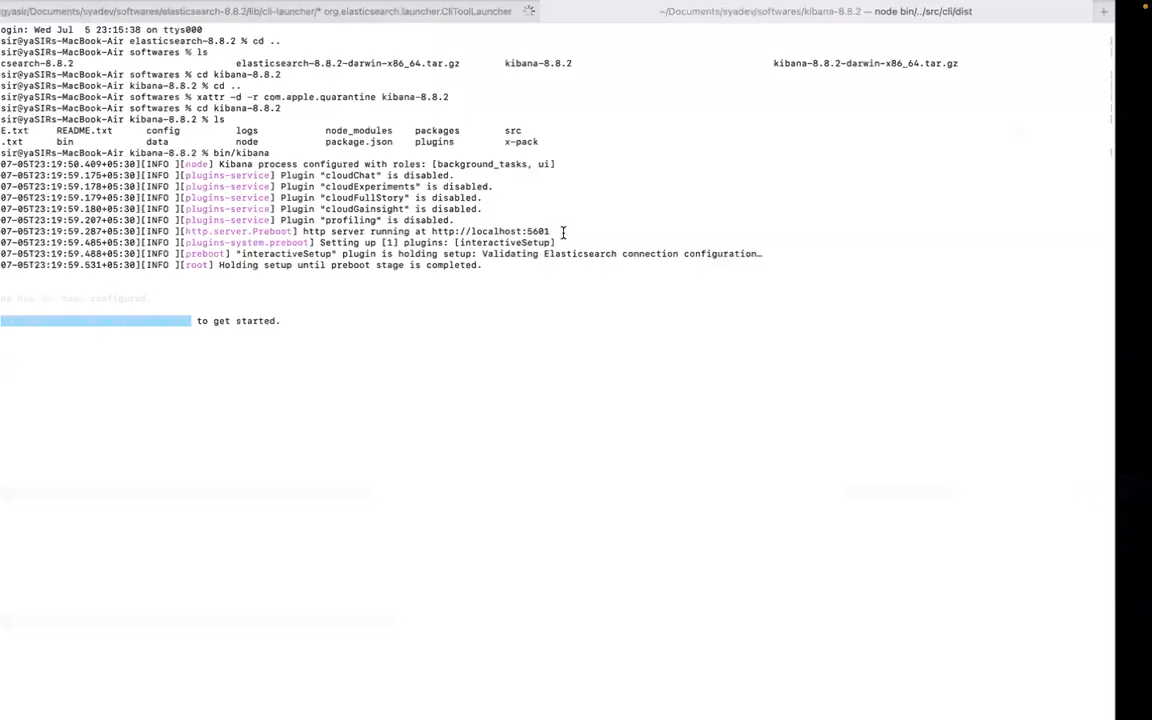 gyasir/Documents/syadev/softwares/elasticsearch-8.8.2/lib/cli-launcher/* org.elasticsearch.launcher.CliToolLauncher
~/Documents/syadev/softwares/kibana-8.8.2 — node bin/../src/cli/dist
ogin: Wed Jul  5 23:15:38 on ttys000
sir@yaSIRs-MacBook-Air elasticsearch-8.8.2 % cd ..
sir@yaSIRs-MacBook-Air softwares % ls
csearch-8.8.2 elasticsearch-8.8.2-darwin-x86_64.tar.gz kibana-8.8.2 kibana-8.8.2-darwin-x86_64.tar.gz
sir@yaSIRs-MacBook-Air softwares % cd kibana-8.8.2
sir@yaSIRs-MacBook-Air kibana-8.8.2 % cd ..
sir@yaSIRs-MacBook-Air softwares % xattr -d -r com.apple.quarantine kibana-8.8.2
sir@yaSIRs-MacBook-Air softwares % cd kibana-8.8.2
sir@yaSIRs-MacBook-Air kibana-8.8.2 % ls
E.txt README.txt config logs node_modules packages src
.txt bin data node package.json plugins x-pack
sir@yaSIRs-MacBook-Air kibana-8.8.2 % bin/kibana
07-05T23:19:50.409+05:30][INFO ][node] Kibana process configured with roles: [background_tasks, ui]
07-05T23:19:59.175+05:30][INFO ][plugins-service] Plugin "cloudChat" is disabled.
07-05T23:19:59.178+05:30][INFO ][plugins-service] Plugin "cloudExperiments" is disabled.
07-05T23:19:59.179+05:30][INFO ][plugins-service] Plugin "cloudFullStory" is disabled.
07-05T23:19:59.180+05:30][INFO ][plugins-service] Plugin "cloudGainsight" is disabled.
07-05T23:19:59.207+05:30][INFO ][plugins-service] Plugin "profiling" is disabled.
07-05T23:19:59.287+05:30][INFO ][http.server.Preboot] http server running at http://localhost:5601
07-05T23:19:59.485+05:30][INFO ][plugins-system.preboot] Setting up [1] plugins: [interactiveSetup]
07-05T23:19:59.488+05:30][INFO ][preboot] "interactiveSetup" plugin is holding setup: Validating Elasticsearch connection configuration…
07-05T23:19:59.531+05:30][INFO ][root] Holding setup until preboot stage is completed.
been configured.
to get started.